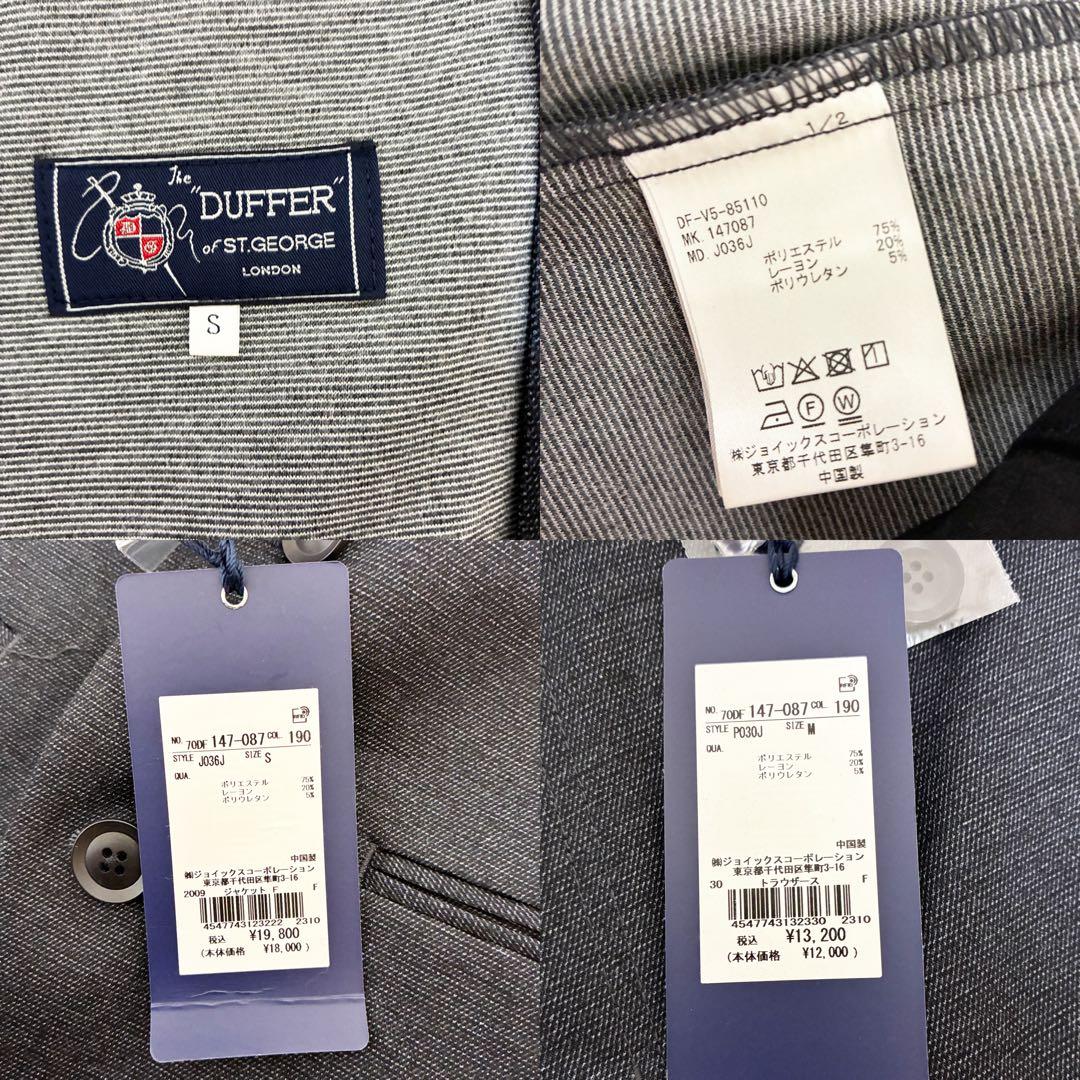 The "DUFFER"
of ST.GEORGE
LONDON
S
1/2
DF-V5-85110
MK. 147087
MD. J036J
ポリエステル 75%
レーヨン 20%
ポリウレタン 5%
F W
㈱ジョイックスコーポレーション
東京都千代田区隼町3-16
中国製
RFID
NO. 70DF 147-087 COL. 190
STYLE J036J SIZE S
QUA.
ポリエステル 75%
レーヨン 20%
ポリウレタン 5%
中国製
㈱ジョイックスコーポレーション
東京都千代田区隼町3-16
2009 ジャケット F F
4547743123222 2310
税込 ¥19,800
(本体価格 ¥18,000 )
RFID
NO. 70DF 147-087 COL. 190
STYLE P030J SIZE M
QUA.
ポリエステル 75%
レーヨン 20%
ポリウレタン 5%
中国製
㈱ジョイックスコーポレーション
東京都千代田区隼町3-16
30 トラウザース F
4547743132330 2310
税込 ¥13,200
(本体価格 ¥12,000 )